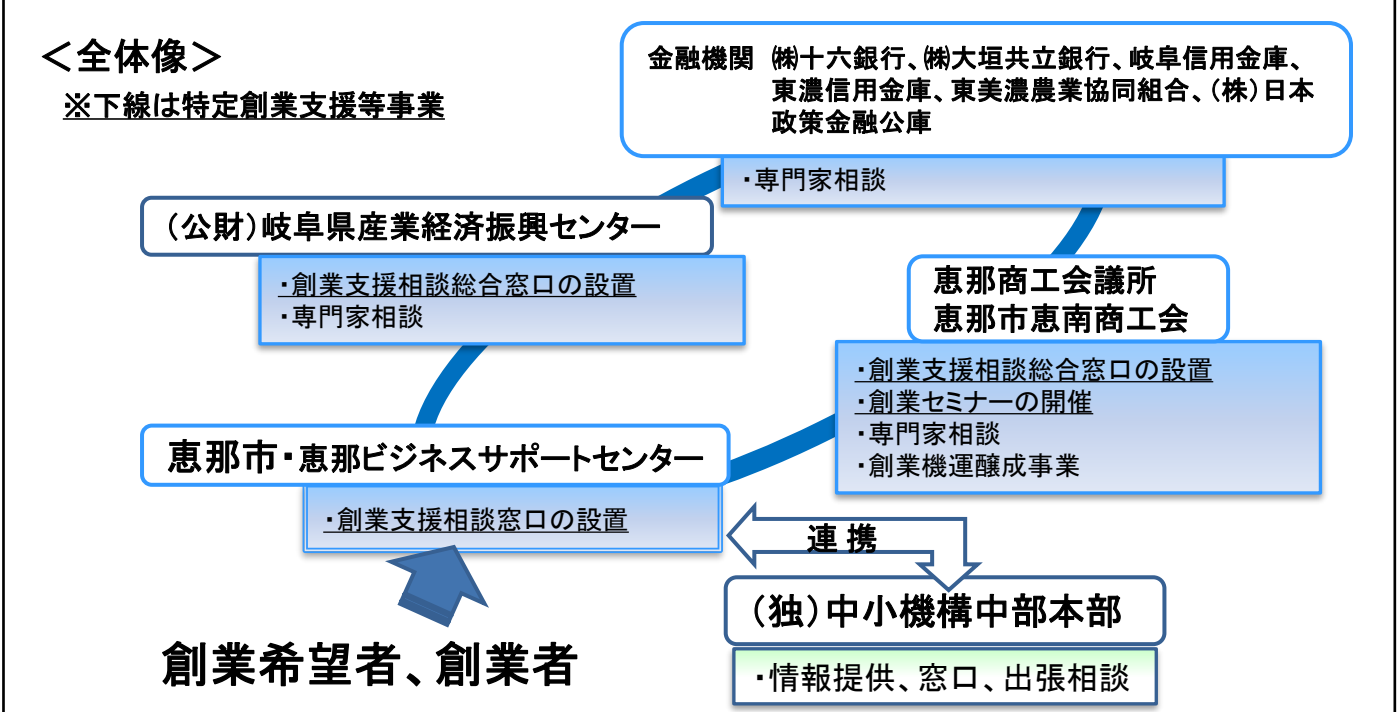 <全体像>
※下線は特定創業支援等事業
金融機関 ㈱十六銀行、㈱大垣共立銀行、岐阜信用金庫、
東濃信用金庫、東美濃農業協同組合、(株)日本
政策金融公庫
・専門家相談
(公財)岐阜県産業経済振興センター
・創業支援相談総合窓口の設置
・専門家相談
恵那商工会議所
恵那市恵南商工会
・創業支援相談総合窓口の設置
・創業セミナーの開催
・専門家相談
・創業機運醸成事業
恵那市・恵那ビジネスサポートセンター
・創業支援相談窓口の設置
連 携
(独)中小機構中部本部
・情報提供、窓口、出張相談
創業希望者、創業者